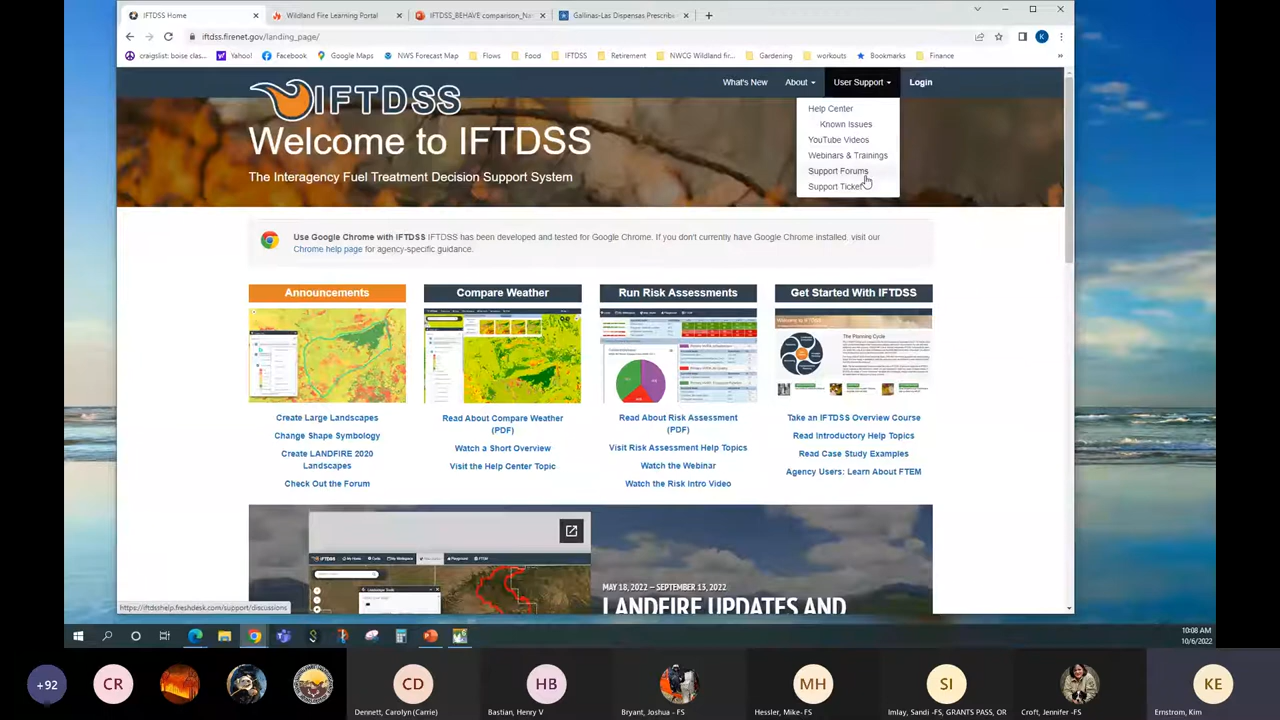 IFTDSS Home
Wildland Fire Learning Portal
IFTDSS_BEHAVE comparison_Na
Gallinas-Las Dispensas Prescribe
iftdss.firenet.gov/landing_page/
K
craigslist: boise clas...
Yahoo!
Facebook
Google Maps
NWS Forecast Map
Flows
Food
IFTDSS
Retirement
NWCG Wildland fir...
Gardening
workouts
Bookmarks
Finance
What's New
About
User Support
Login
IFTDSS
Help Center
Known Issues
YouTube Videos
Webinars & Trainings
Support Forums
Support Ticket
Welcome to IFTDSS
The Interagency Fuel Treatment Decision Support System
Use Google Chrome with IFTDSS IFTDSS has been developed and tested for Google Chrome. If you don't currently have Google Chrome installed, visit our
Chrome help page for agency-specific guidance.
Announcements
Compare Weather
Run Risk Assessments
Get Started With IFTDSS
Welcome to IFTDSS
The Planning Cycle
Create Large Landscapes
Change Shape Symbology
Create LANDFIRE 2020
Landscapes
Check Out the Forum
Read About Compare Weather
(PDF)
Watch a Short Overview
Visit the Help Center Topic
Read About Risk Assessment
(PDF)
Visit Risk Assessment Help Topics
Watch the Webinar
Watch the Risk Intro Video
Take an IFTDSS Overview Course
Read Introductory Help Topics
Read Case Study Examples
Agency Users: Learn About FTEM
IFTDSS
MAY 18, 2022 — SEPTEMBER 13, 2022
LANDFIRE UPDATES AND
https://iftdsshelp.freshdesk.com/support/discussions
10:08 AM
10/6/2022
+92
CR
CD
HB
MH
SI
KE
Dennett, Carolyn (Carrie)
Bastian, Henry V
Bryant, Joshua - FS
Hessler, Mike- FS
Imlay, Sandi -FS, GRANTS PASS, OR
Croft, Jennifer -FS
Ernstrom, Kim